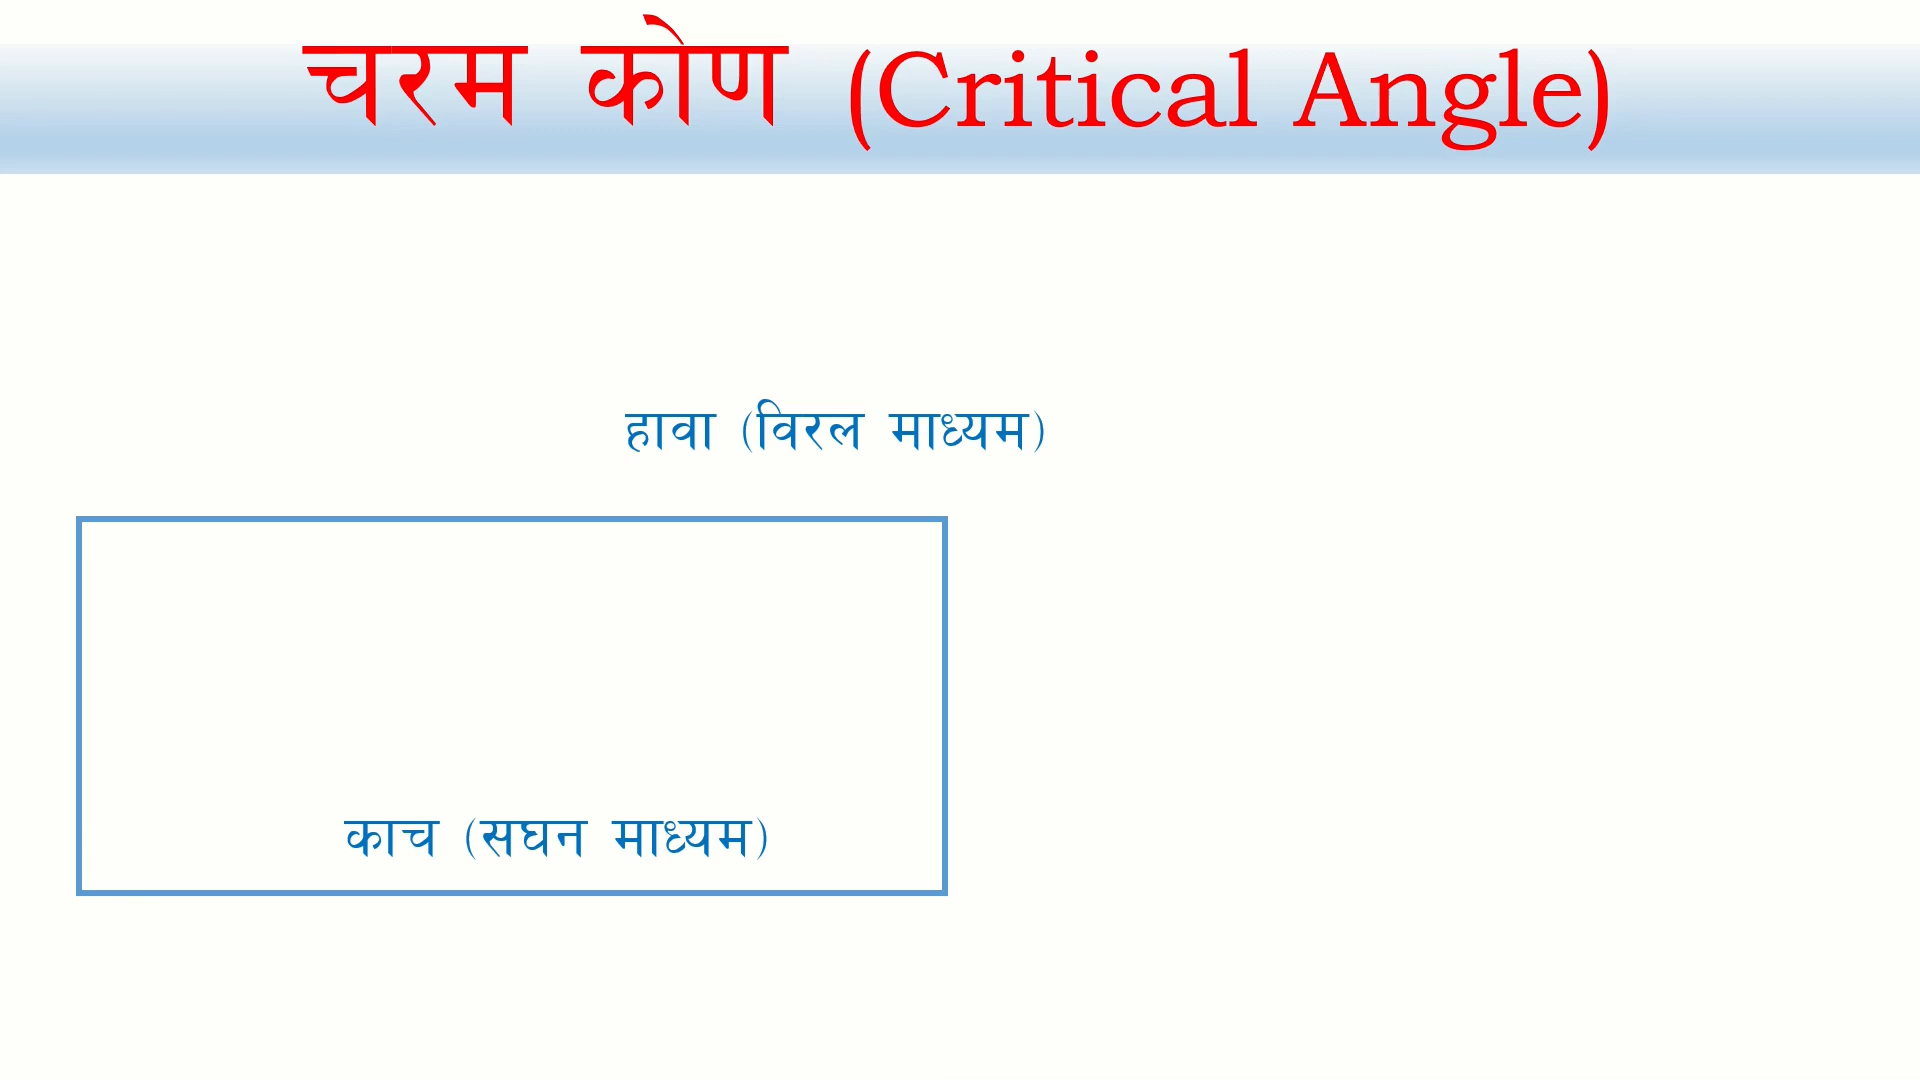 चरम कोण (Critical Angle)
हावा (विरल माध्यम)
काच (सघन माध्यम)